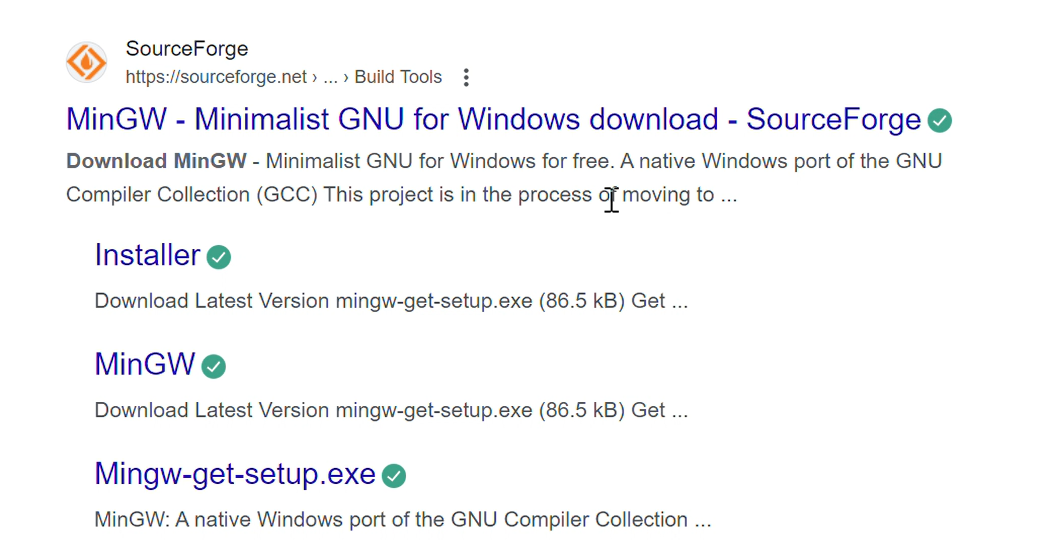 SourceForge
https://sourceforge.net › ... › Build Tools
MinGW - Minimalist GNU for Windows download - SourceForge
Download MinGW - Minimalist GNU for Windows for free. A native Windows port of the GNU
Compiler Collection (GCC) This project is in the process of moving to ...
Installer
Download Latest Version mingw-get-setup.exe (86.5 kB) Get ...
MinGW
Download Latest Version mingw-get-setup.exe (86.5 kB) Get ...
Mingw-get-setup.exe
MinGW: A native Windows port of the GNU Compiler Collection ...